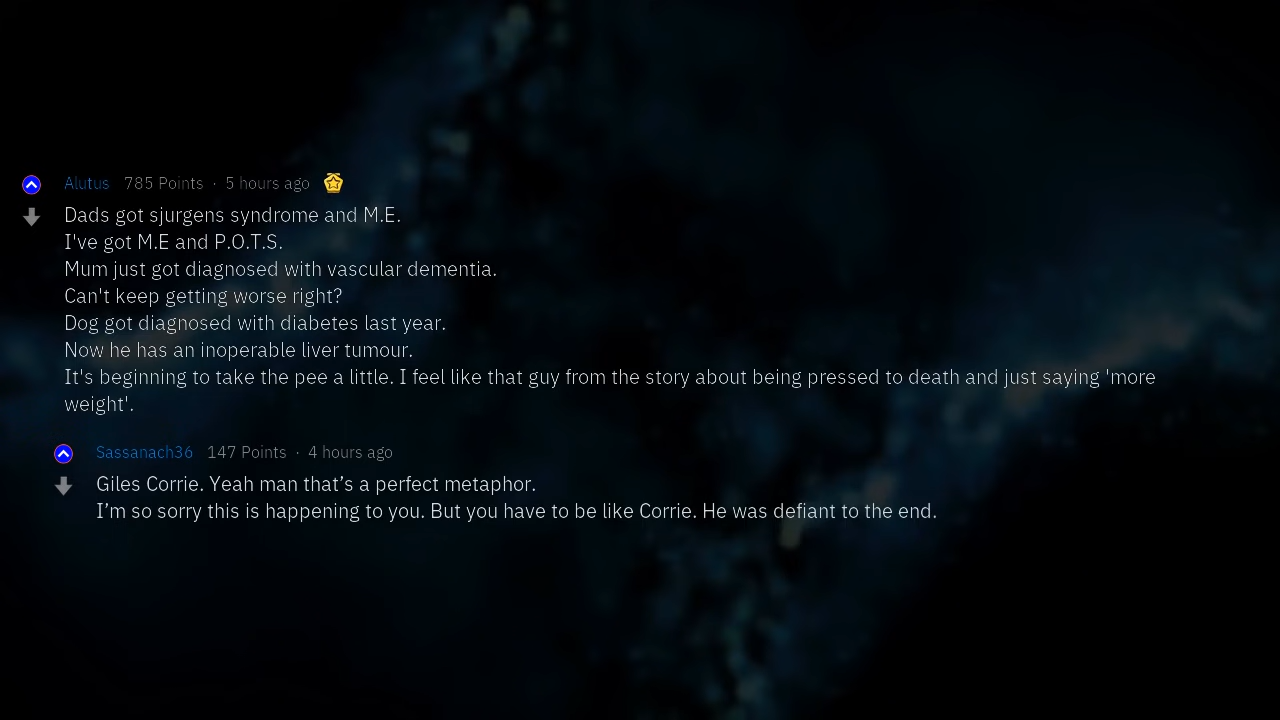 Alutus 785 Points · 5 hours ago
Dads got sjurgens syndrome and M.E.
I've got M.E and P.O.T.S.
Mum just got diagnosed with vascular dementia.
Can't keep getting worse right?
Dog got diagnosed with diabetes last year.
Now he has an inoperable liver tumour.
It's beginning to take the pee a little. I feel like that guy from the story about being pressed to death and just saying 'more
weight'.
Sassanach36 147 Points · 4 hours ago
Giles Corrie. Yeah man that’s a perfect metaphor.
I’m so sorry this is happening to you. But you have to be like Corrie. He was defiant to the end.